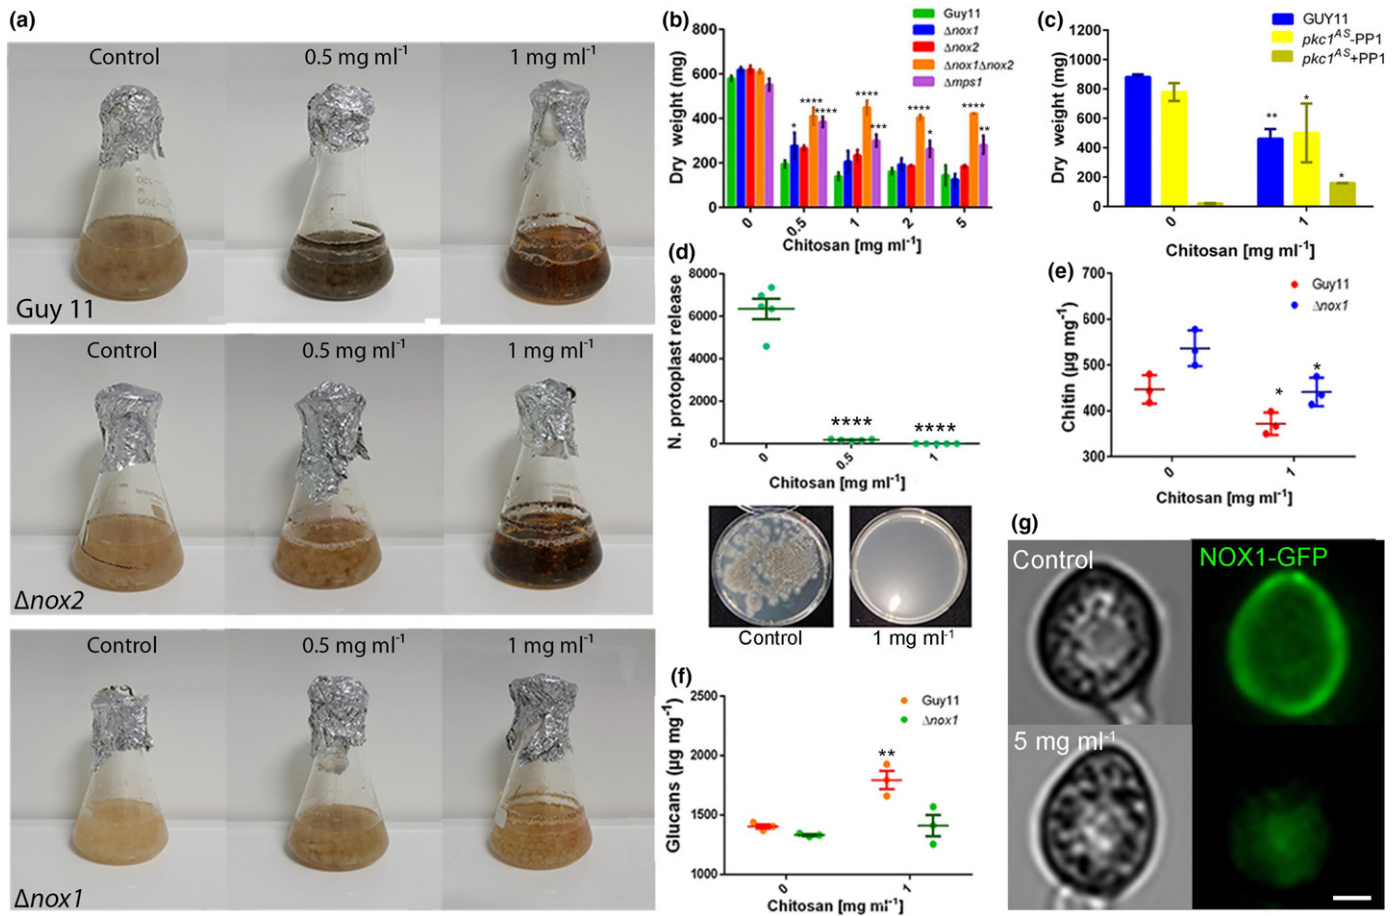 (a)
Control 0.5 mg ml⁻¹ 1 mg ml⁻¹
Guy 11
Control 0.5 mg ml⁻¹ 1 mg ml⁻¹
Δnox2
Control 0.5 mg ml⁻¹ 1 mg ml⁻¹
Δnox1
(b)
Guy11
Δnox1
Δnox2
Δnox1Δnox2
Δmps1
Dry weight (mg)
800
600
400
200
0
* **** ****
**** ***
**** *
**** **
0 0.5 1 2 5
Chitosan [mg ml⁻¹]
(c)
GUY11
pkc1ᴬˢ-PP1
pkc1ᴬˢ+PP1
Dry weight (mg)
1200
1000
800
600
400
200
0
** * *
0 1
Chitosan [mg ml⁻¹]
(d)
N. protoplast release
8000
6000
4000
2000
0
**** ****
0 0.5 1
Chitosan [mg ml⁻¹]
Control 1 mg ml⁻¹
(e)
Guy11
Δnox1
Chitin (µg mg⁻¹)
700
600
500
400
300
* *
0 1
Chitosan [mg ml⁻¹]
(f)
Guy11
Δnox1
Glucans (µg mg⁻¹)
2500
2000
1500
1000
**
0 1
Chitosan [mg ml⁻¹]
(g)
Control NOX1-GFP
5 mg ml⁻¹